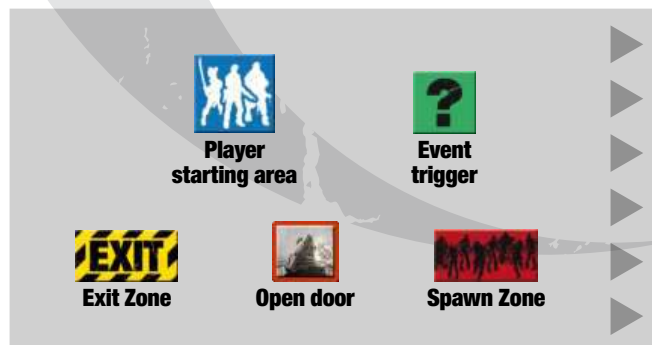 ?
Player
starting area
Event
trigger
EXIT
Exit Zone
Open door
Spawn Zone